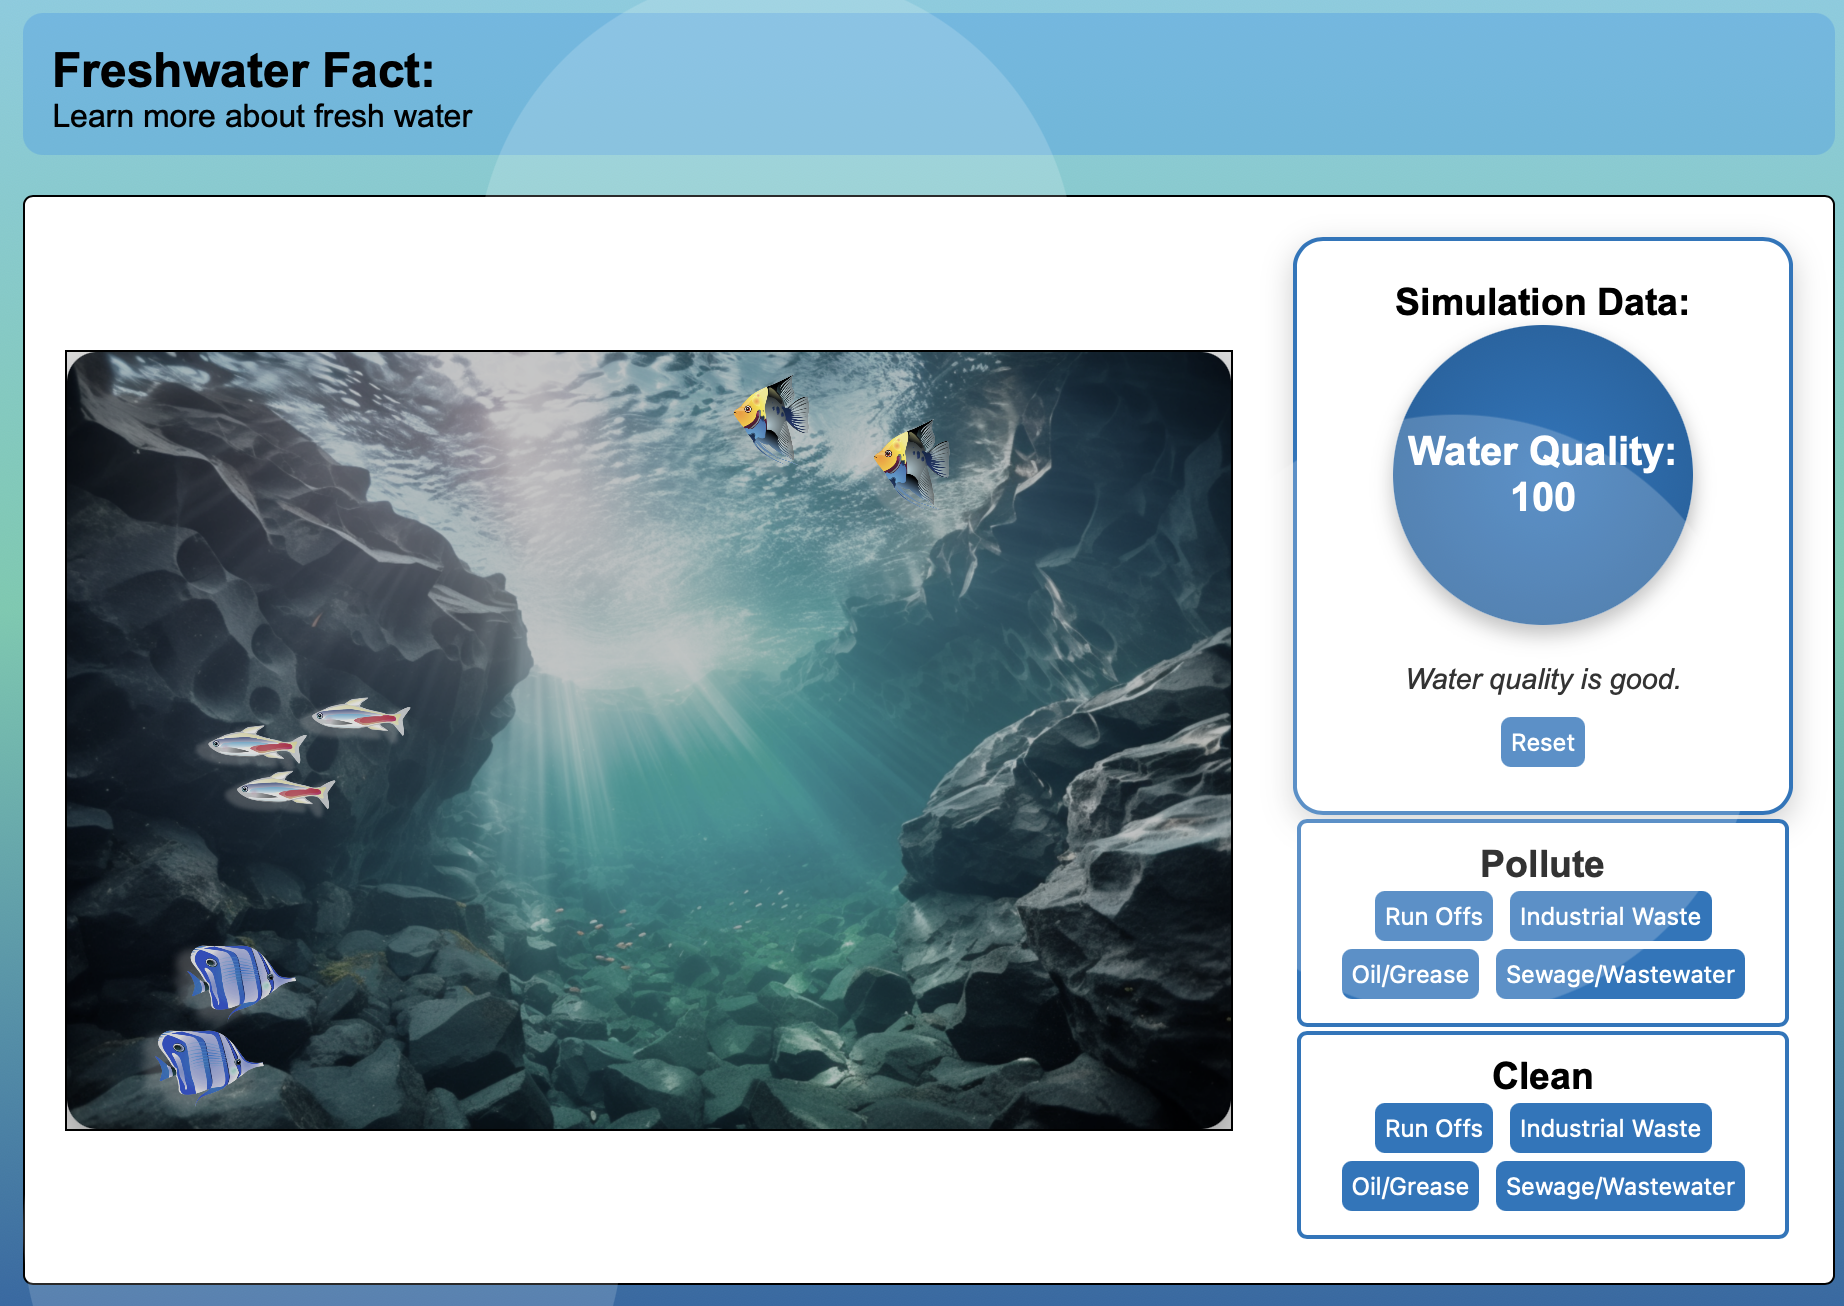 Freshwater Fact:
Learn more about fresh water
Simulation Data:
Water Quality:
100
Water quality is good.
Reset
Pollute
Run Offs Industrial Waste
Oil/Grease Sewage/Wastewater
Clean
Run Offs Industrial Waste
Oil/Grease Sewage/Wastewater